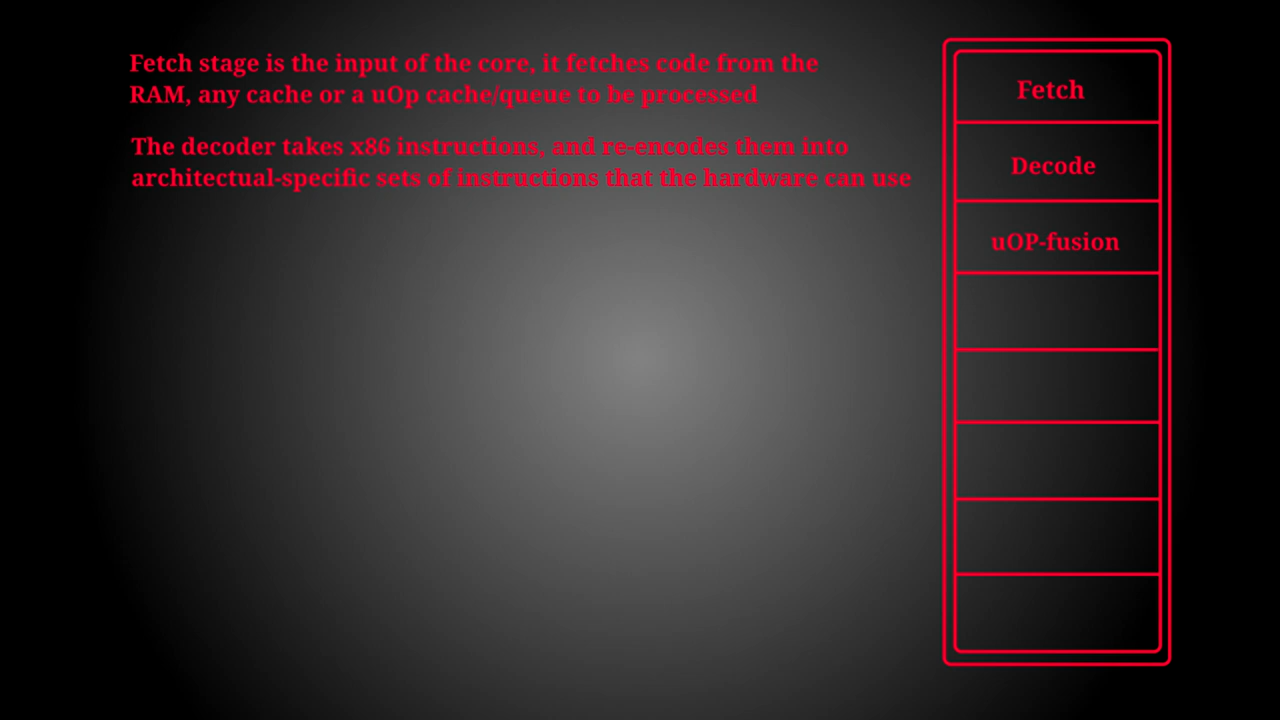 Fetch stage is the input of the core, it fetches code from the
RAM, any cache or a uOp cache/queue to be processed
The decoder takes x86 instructions, and re-encodes them into
architectual-specific sets of instructions that the hardware can use
Fetch
Decode
uOP-fusion